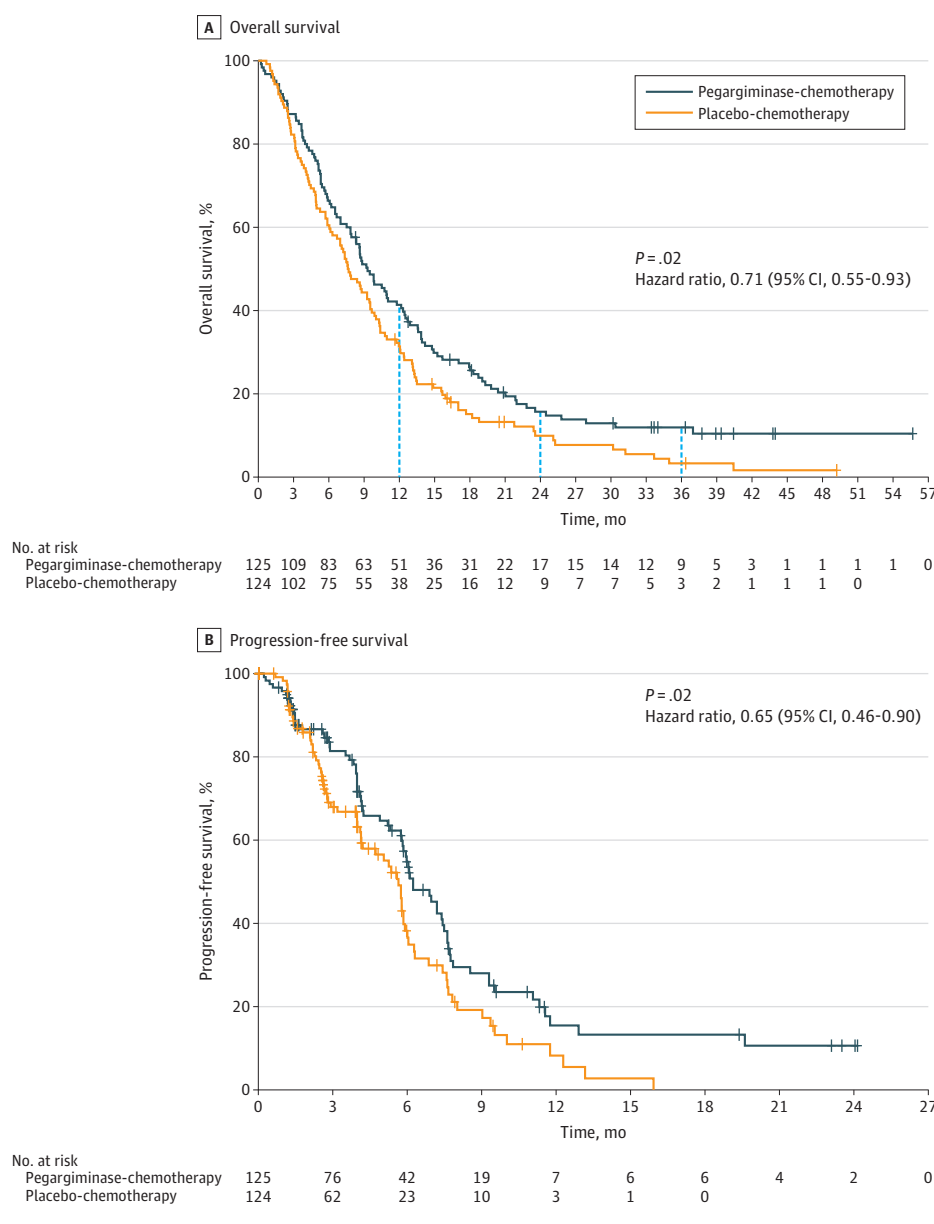 A Overall survival
100
80
60
40
20
0
Overall survival, %
Pegargiminase-chemotherapy
Placebo-chemotherapy
P = .02
Hazard ratio, 0.71 (95% CI, 0.55-0.93)
0 3 6 9 12 15 18 21 24 27 30 33 36 39 42 45 48 51 54 57
Time, mo
No. at risk
Pegargiminase-chemotherapy 125 109 83 63 51 36 31 22 17 15 14 12 9 5 3 1 1 1 1 0
Placebo-chemotherapy 124 102 75 55 38 25 16 12 9 7 7 5 3 2 1 1 1 0
B Progression-free survival
100
80
60
40
20
0
Progression-free survival, %
P = .02
Hazard ratio, 0.65 (95% CI, 0.46-0.90)
0 3 6 9 12 15 18 21 24 27
Time, mo
No. at risk
Pegargiminase-chemotherapy 125 76 42 19 7 6 6 4 2 0
Placebo-chemotherapy 124 62 23 10 3 1 0